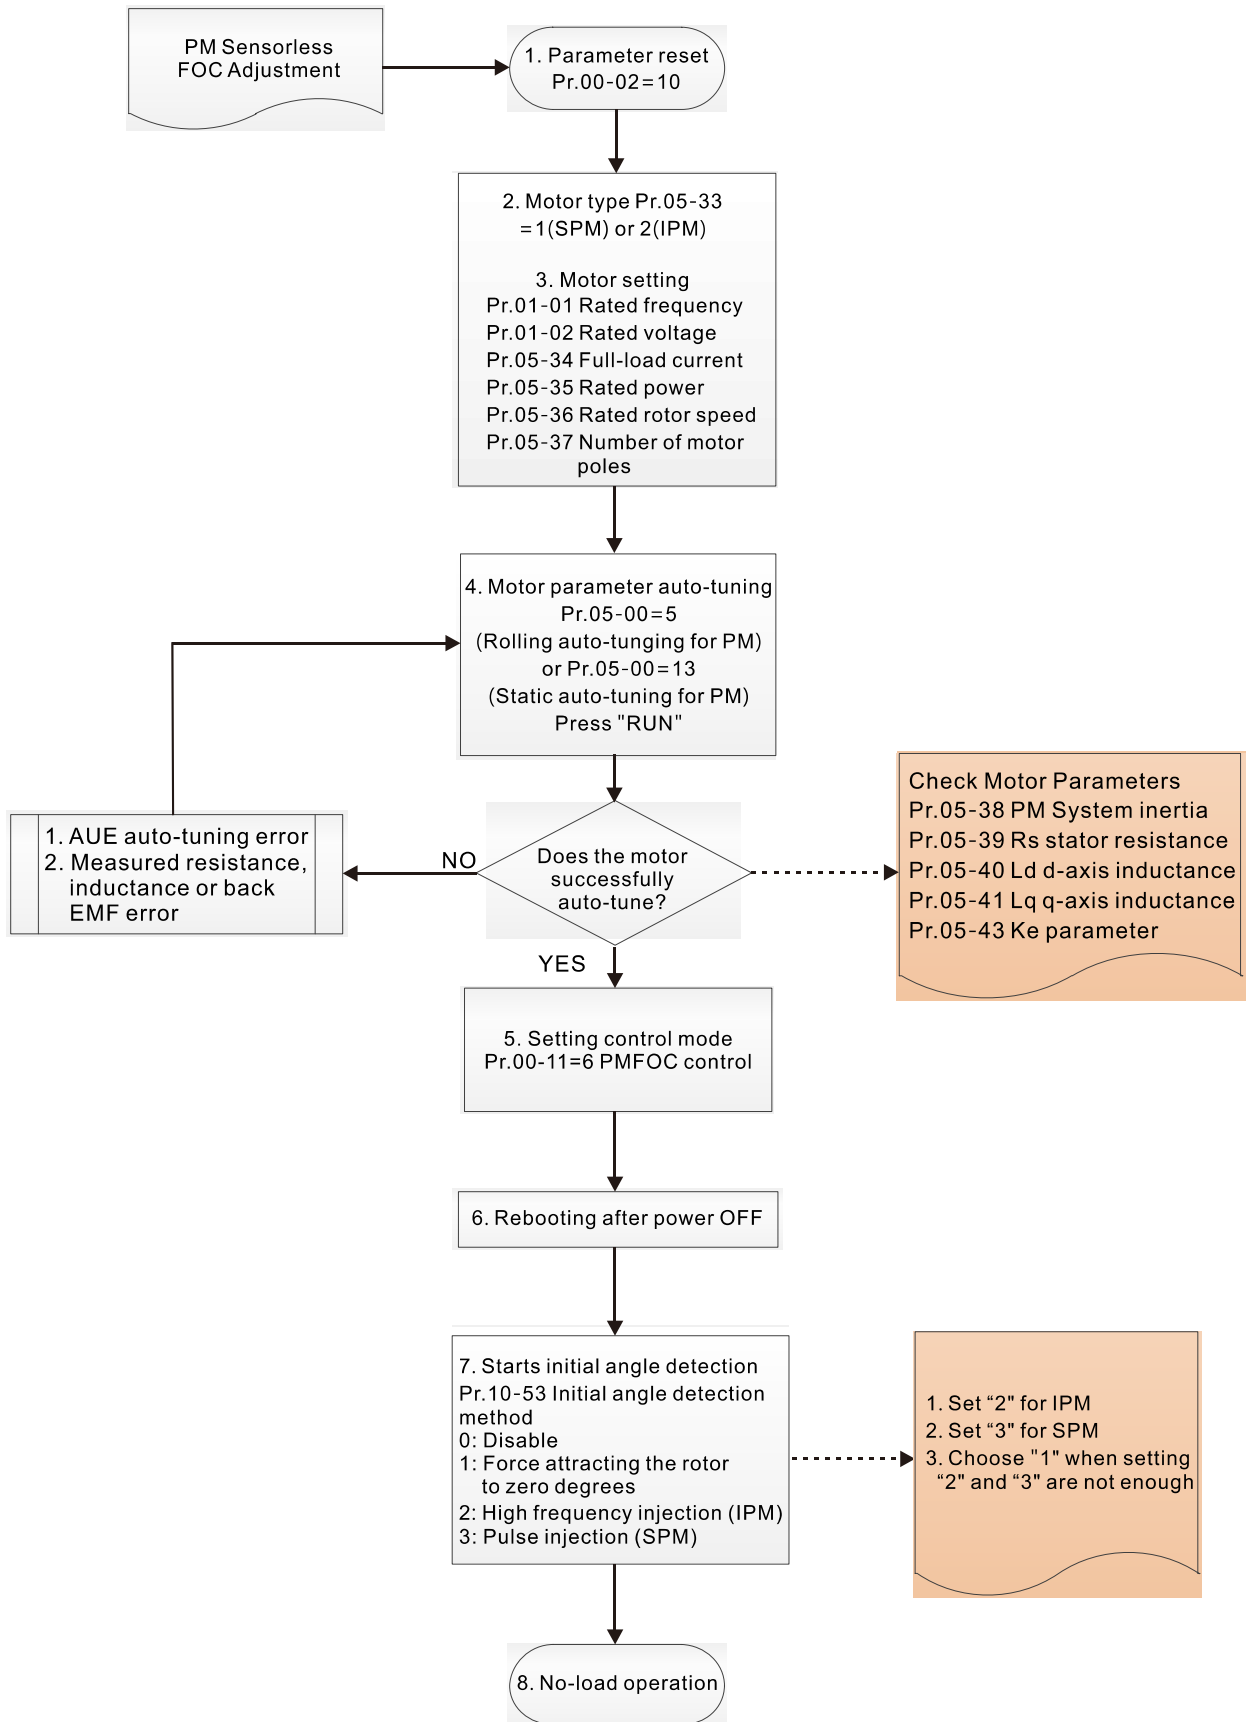 PM Sensorless
FOC Adjustment
1. Parameter reset
Pr.00-02=10
2. Motor type Pr.05-33
=1(SPM) or 2(IPM)
3. Motor setting
Pr.01-01 Rated frequency
Pr.01-02 Rated voltage
Pr.05-34 Full-load current
Pr.05-35 Rated power
Pr.05-36 Rated rotor speed
Pr.05-37 Number of motor
poles
4. Motor parameter auto-tuning
Pr.05-00=5
(Rolling auto-tunging for PM)
or Pr.05-00=13
(Static auto-tuning for PM)
Press "RUN"
Does the motor
successfully
auto-tune?
NO
1. AUE auto-tuning error
2. Measured resistance,
inductance or back
EMF error
Check Motor Parameters
Pr.05-38 PM System inertia
Pr.05-39 Rs stator resistance
Pr.05-40 Ld d-axis inductance
Pr.05-41 Lq q-axis inductance
Pr.05-43 Ke parameter
YES
5. Setting control mode
Pr.00-11=6 PMFOC control
6. Rebooting after power OFF
7. Starts initial angle detection
Pr.10-53 Initial angle detection
method
0: Disable
1: Force attracting the rotor
to zero degrees
2: High frequency injection (IPM)
3: Pulse injection (SPM)
1. Set “2" for IPM
2. Set “3" for SPM
3. Choose "1" when setting
“2" and “3" are not enough
8. No-load operation